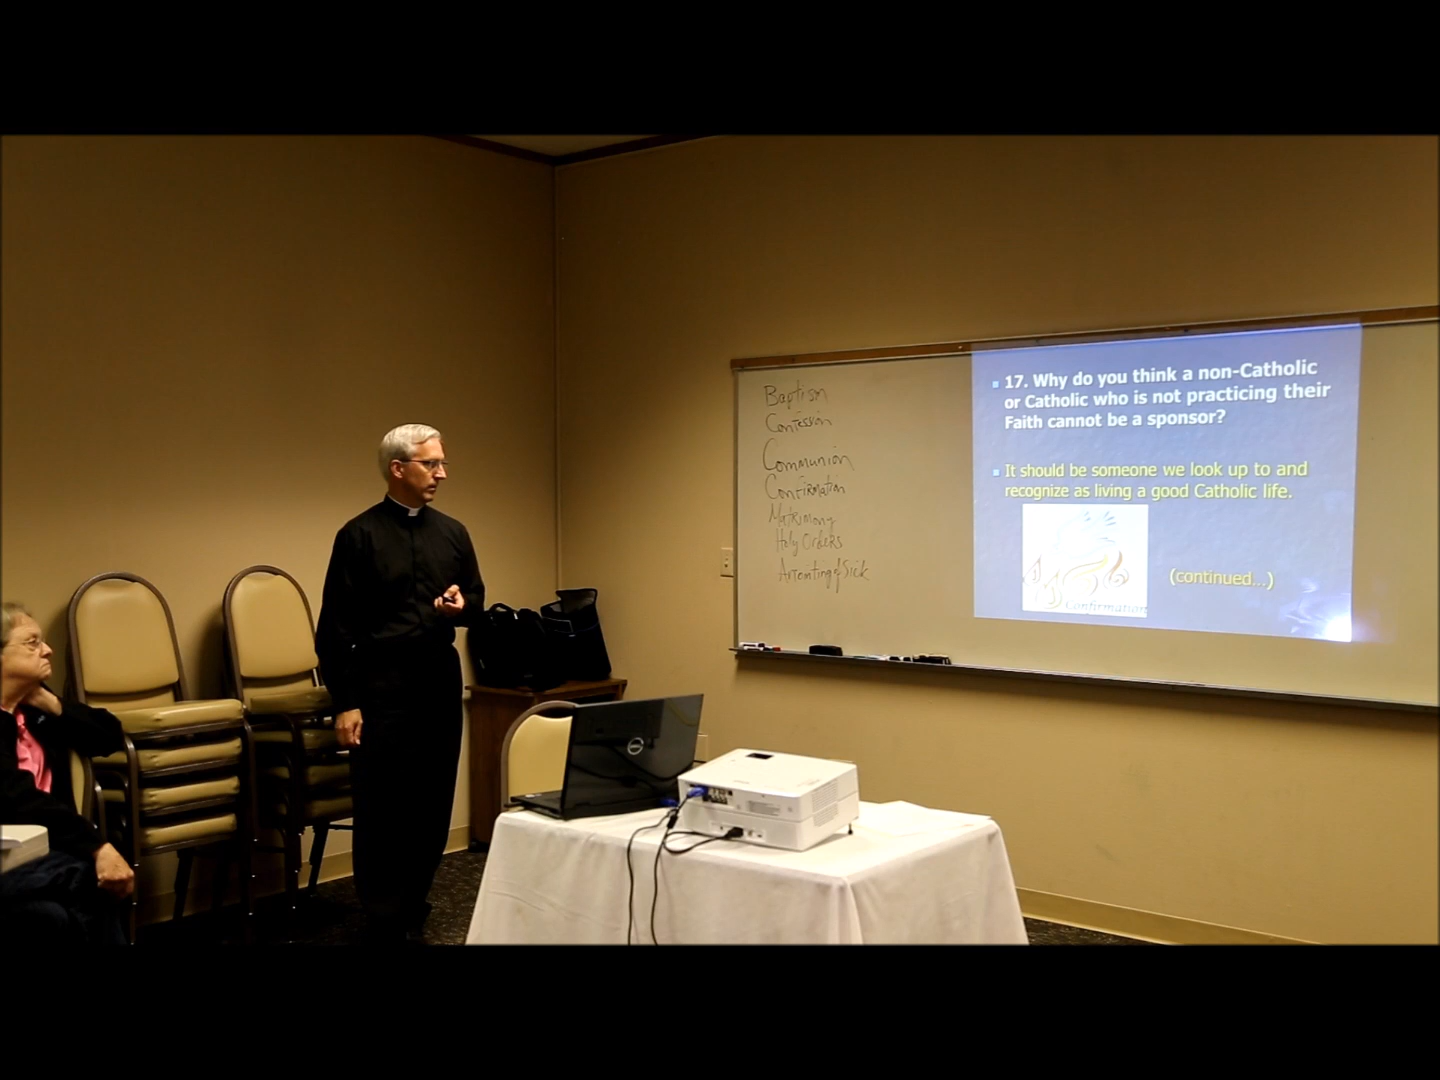 Baptism
Confession
Communion
Confirmation
Matrimony
Holy Orders
Annointing of Sick
17. Why do you think a non-Catholic
or Catholic who is not practicing their
Faith cannot be a sponsor?
It should be someone we look up to and
recognize as living a good Catholic life.
Confirmation
(continued...)
DELL